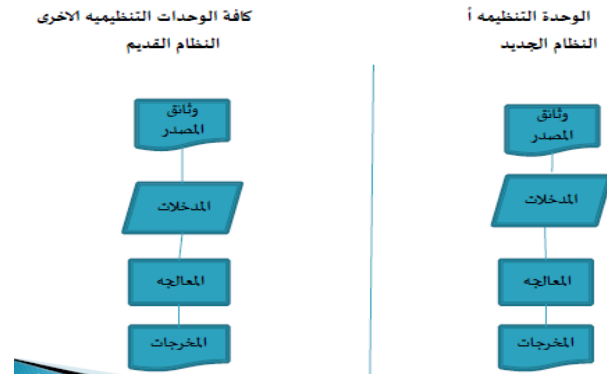 الوحدة التنظيمه أ
النظام الجديد
وثائق
المصدر
المدخلات
المعالجه
المخرجات
كافة الوحدات التنظيميه الاخرى
النظام القديم
وثائق
المصدر
المدخلات
المعالجه
المخرجات